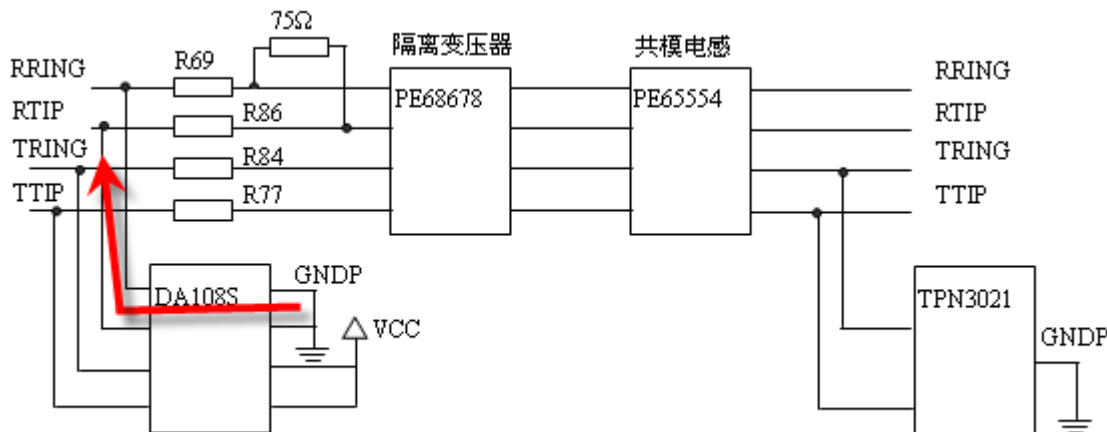 75Ω
隔离变压器
共模电感
R69
RRING
PE68678
PE65554
RRING
RTIP
R86
RTIP
TRING
R84
TRING
TTIP
R77
TTIP
GNDP
DA108S
TPN3021
VCC
GNDP